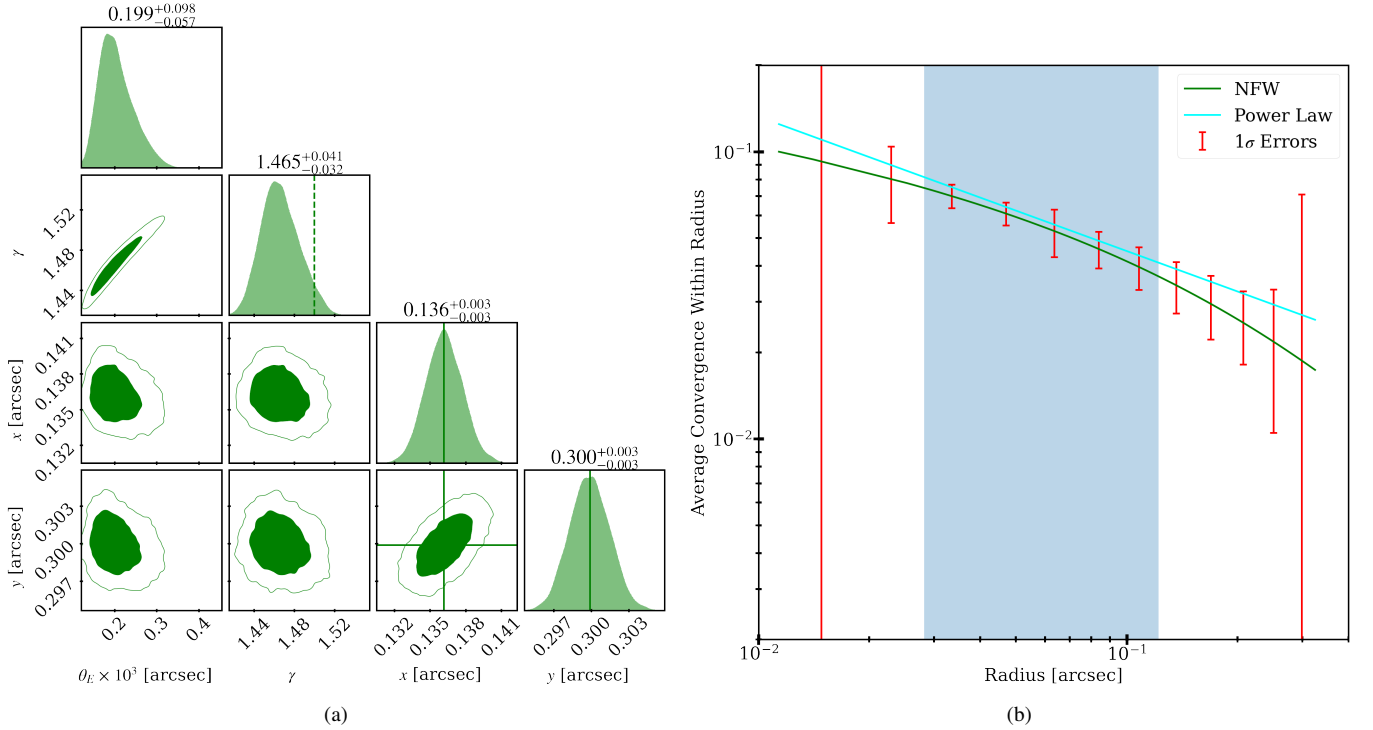 0.199+0.098−0.057
1.465+0.041−0.032
γ
1.52
1.48
1.44
0.136+0.003−0.003
x [arcsec]
0.141
0.138
0.135
0.132
0.300+0.003−0.003
y [arcsec]
0.303
0.300
0.297
0.2 0.3 0.4
1.44 1.48 1.52
0.132 0.135 0.138 0.141
0.297 0.300 0.303
θE × 10³ [arcsec]
γ
x [arcsec]
y [arcsec]
(a)
NFW
Power Law
1σ Errors
Average Convergence Within Radius
10⁻¹
10⁻²
10⁻² 10⁻¹
Radius [arcsec]
(b)